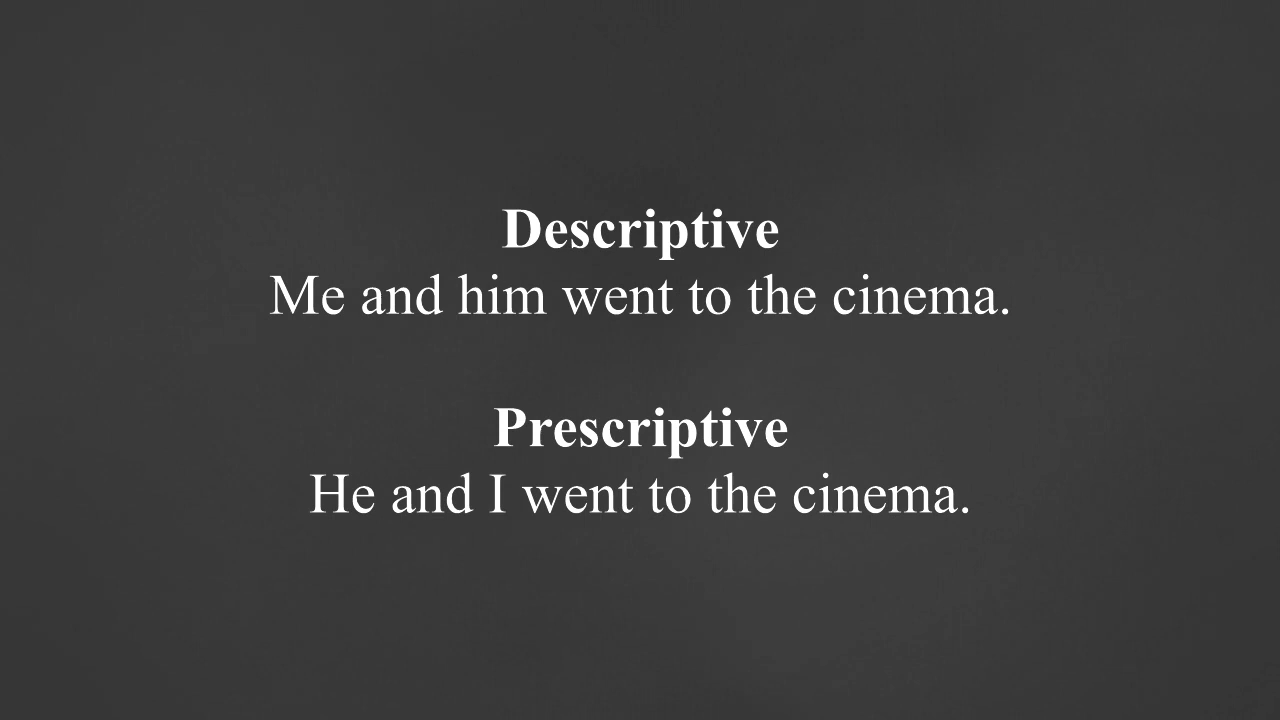 Descriptive
Me and him went to the cinema.
Prescriptive
He and I went to the cinema.